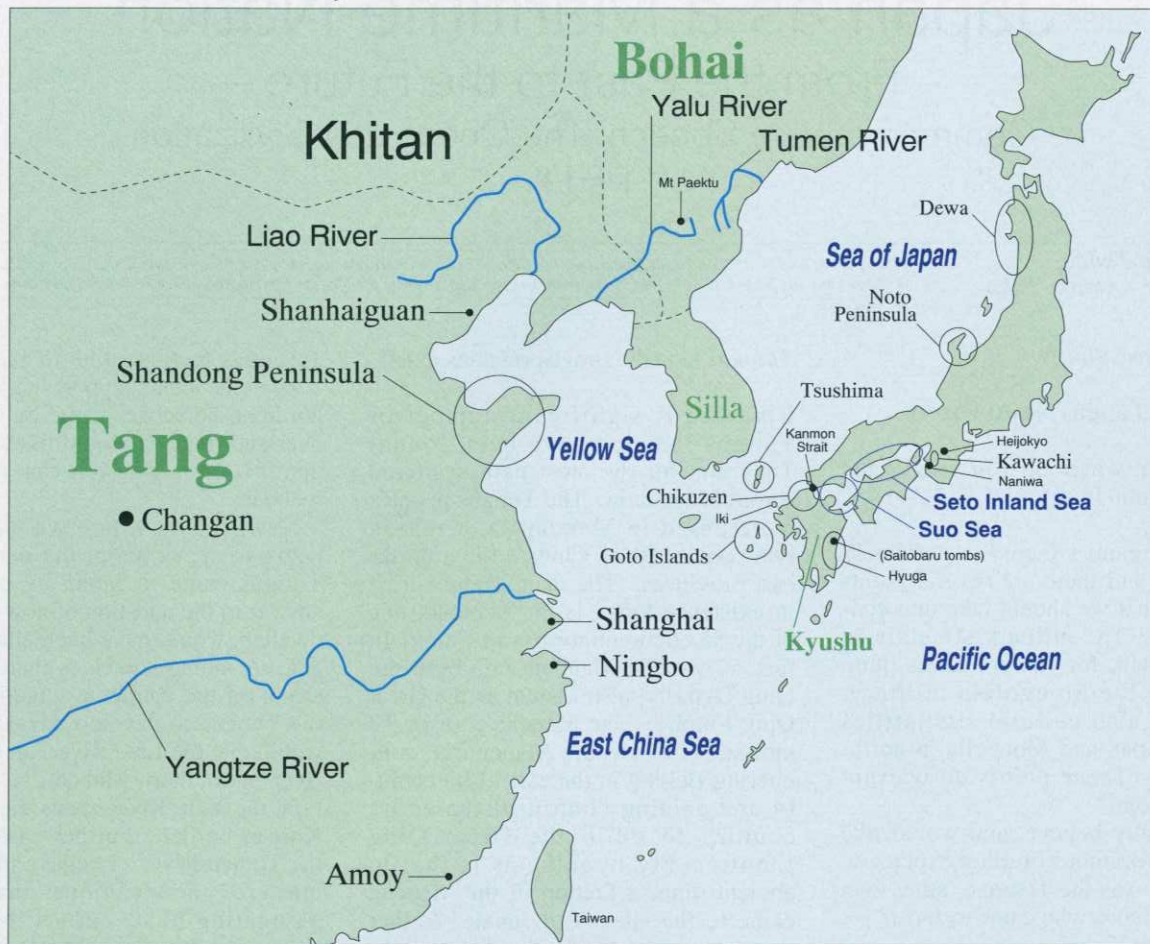 Bohai
Yalu River
Khitan
Tumen River
Mt Paektu
Dewa
Liao River
Sea of Japan
Shanhaiguan
Noto
Peninsula
Shandong Peninsula
Tsushima
Silla
Tang
Yellow Sea
Kanmon
Strait
Heijokyo
Kawachi
Naniwa
Chikuzen
Iki
Seto Inland Sea
Suo Sea
Changan
Goto Islands
(Saitobaru tombs)
Hyuga
Shanghai
Kyushu
Ningbo
Pacific Ocean
East China Sea
Yangtze River
Amoy
Taiwan